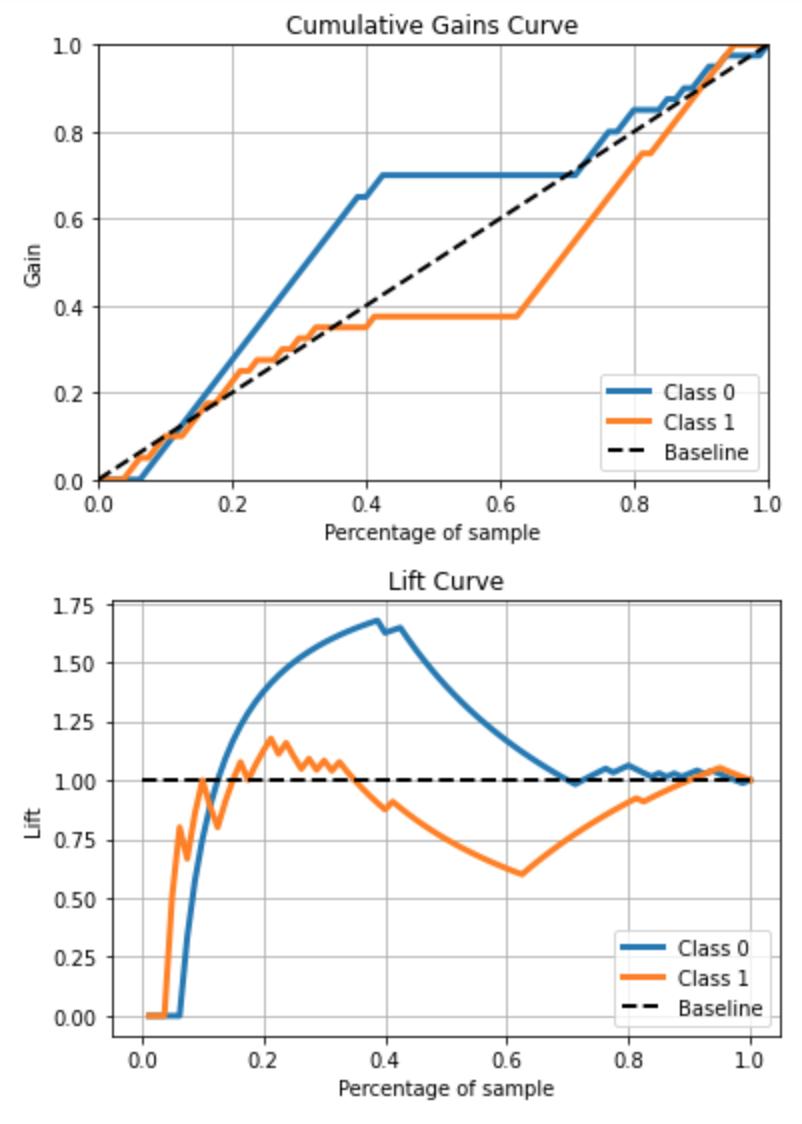 Cumulative Gains Curve
1.0
0.8
0.6
0.4
0.2
0.0
Gain
0.0 0.2 0.4 0.6 0.8 1.0
Percentage of sample
Class 0
Class 1
Baseline
Lift Curve
1.75
1.50
1.25
1.00
0.75
0.50
0.25
0.00
Lift
0.0 0.2 0.4 0.6 0.8 1.0
Percentage of sample
Class 0
Class 1
Baseline